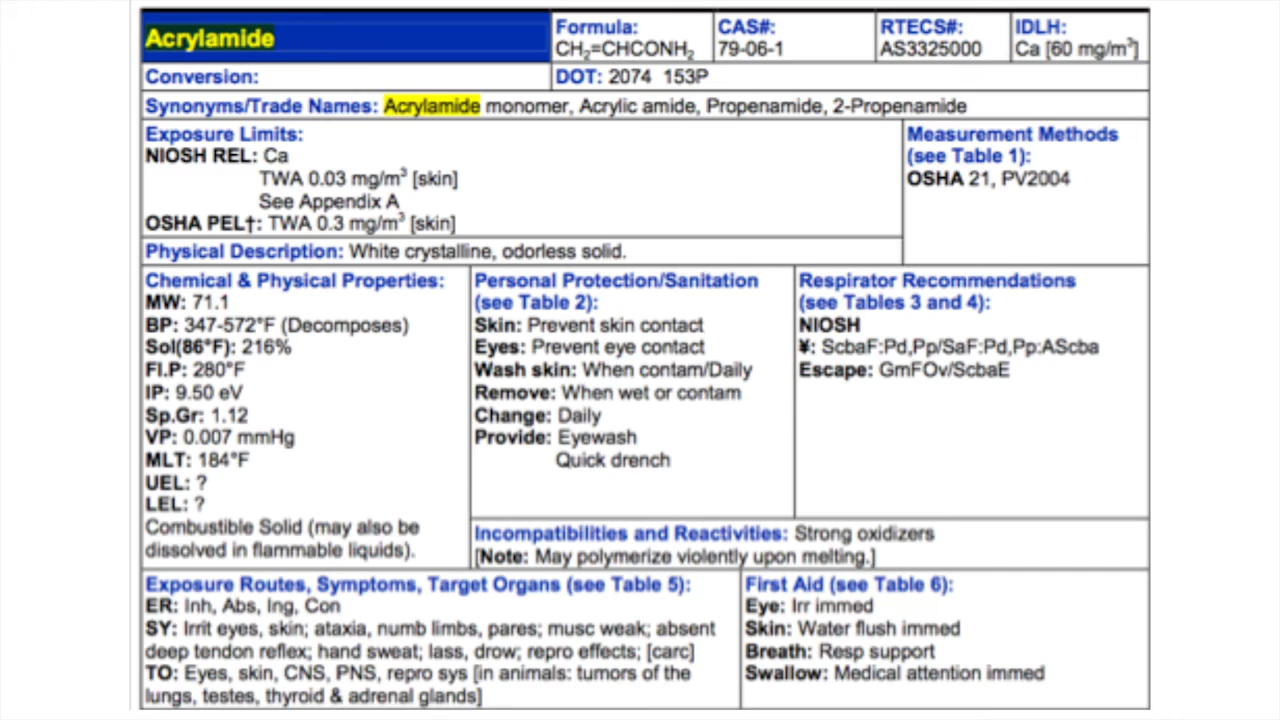 Acrylamide
Formula:
CH₂=CHCONH₂
CAS#:
79-06-1
RTECS#:
AS3325000
IDLH:
Ca [60 mg/m³]
Conversion:
DOT: 2074 153P
Synonyms/Trade Names: Acrylamide monomer, Acrylic amide, Propenamide, 2-Propenamide
Exposure Limits:
NIOSH REL: Ca
TWA 0.03 mg/m³ [skin]
See Appendix A
OSHA PEL†: TWA 0.3 mg/m³ [skin]
Measurement Methods
(see Table 1):
OSHA 21, PV2004
Physical Description: White crystalline, odorless solid.
Chemical & Physical Properties:
MW: 71.1
BP: 347-572°F (Decomposes)
Sol(86°F): 216%
Fl.P: 280°F
IP: 9.50 eV
Sp.Gr: 1.12
VP: 0.007 mmHg
MLT: 184°F
UEL: ?
LEL: ?
Combustible Solid (may also be
dissolved in flammable liquids).
Personal Protection/Sanitation
(see Table 2):
Skin: Prevent skin contact
Eyes: Prevent eye contact
Wash skin: When contam/Daily
Remove: When wet or contam
Change: Daily
Provide: Eyewash
Quick drench
Respirator Recommendations
(see Tables 3 and 4):
NIOSH
¥: ScbaF:Pd,Pp/SaF:Pd,Pp:AScba
Escape: GmFOv/ScbaE
Incompatibilities and Reactivities: Strong oxidizers
[Note: May polymerize violently upon melting.]
Exposure Routes, Symptoms, Target Organs (see Table 5):
ER: Inh, Abs, Ing, Con
SY: Irrit eyes, skin; ataxia, numb limbs, pares; musc weak; absent
deep tendon reflex; hand sweat; lass, drow; repro effects; [carc]
TO: Eyes, skin, CNS, PNS, repro sys [in animals: tumors of the
lungs, testes, thyroid & adrenal glands]
First Aid (see Table 6):
Eye: Irr immed
Skin: Water flush immed
Breath: Resp support
Swallow: Medical attention immed